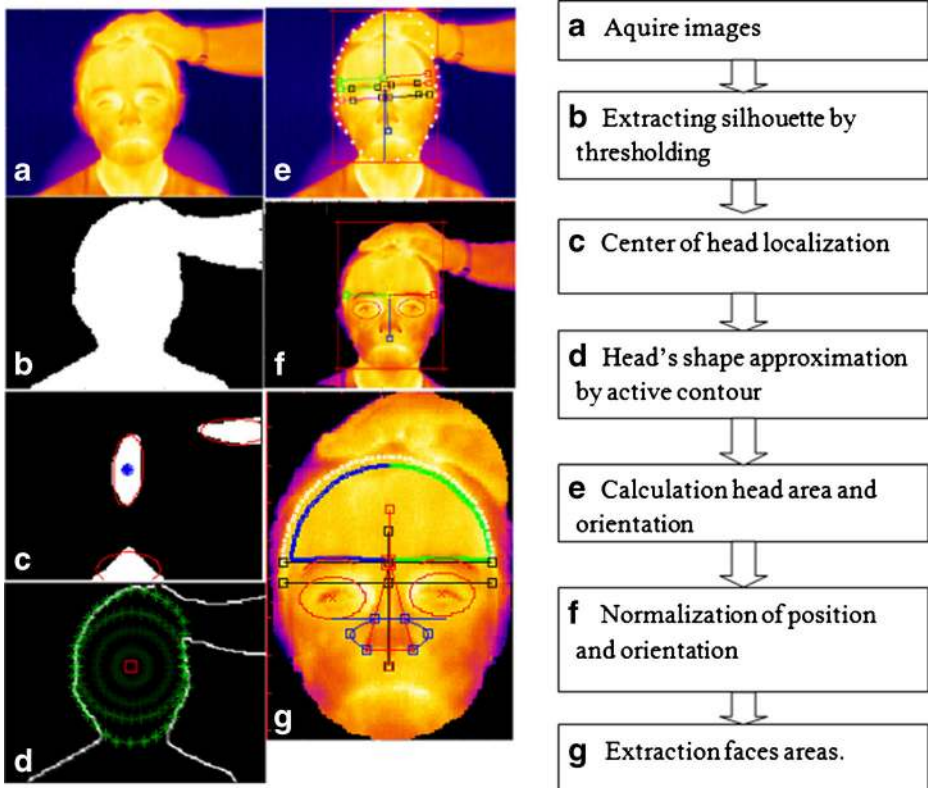 a
b
c
d
e
f
g
a Aquire images
b Extracting silhouette by
thresholding
c Center of head localization
d Head's shape approximation
by active contour
e Calculation head area and
orientation
f Normalization of position
and orientation
g Extraction faces areas.